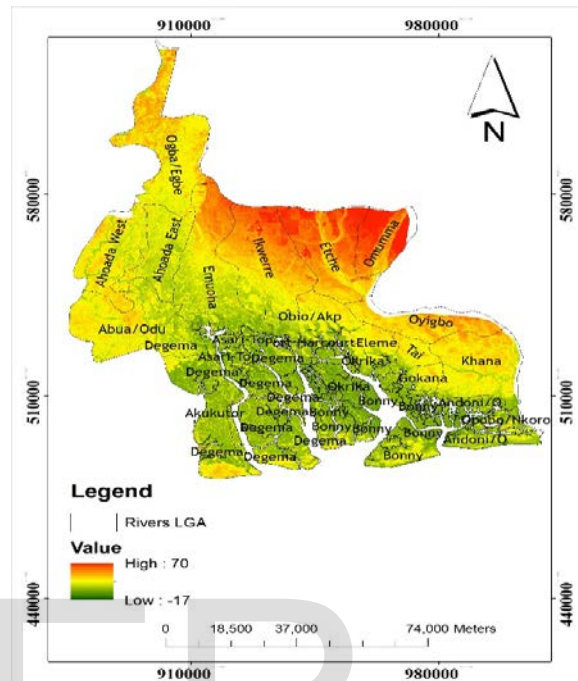 910000 980000
N
580000 580000
Ogba/Egbe
Ahoada West
Ahoada East
Emuoha
Ikwerre
Etche
Omumma
Obio/Akp
Oyigbo
Abua/Odu
Degema
Eleme
Tai
Khana
Degema
Okrika
Gokana
Degema
Degema
Okrika
Bonny
Andoni/O
510000 510000
Akukutor
Degema
Degema
Bonny
Bonny
Opobo/Nkoro
Degema
Bonny
Bonny
Bonny
Andoni/O
Degema
Degema
Degema
Bonny
Legend
Rivers LGA
Value
High : 70
Low : -17
440000 440000
0 18,500 37,000 74,000 Meters
910000 980000